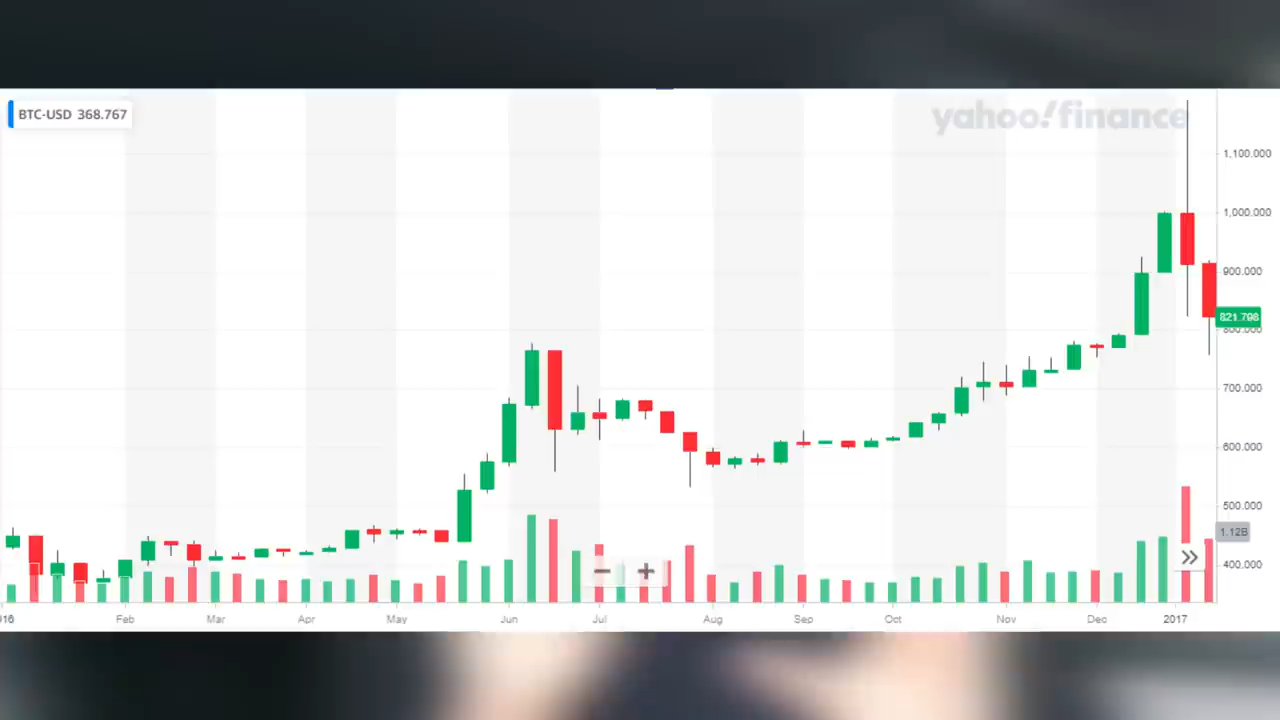 BTC-USD 368.767
yahoo!finance
1,100.000
1,000.000
900.000
800.000
700.000
600.000
500.000
400.000
821.798
1.12B
016 Feb Mar Apr May Jun Jul Aug Sep Oct Nov Dec 2017